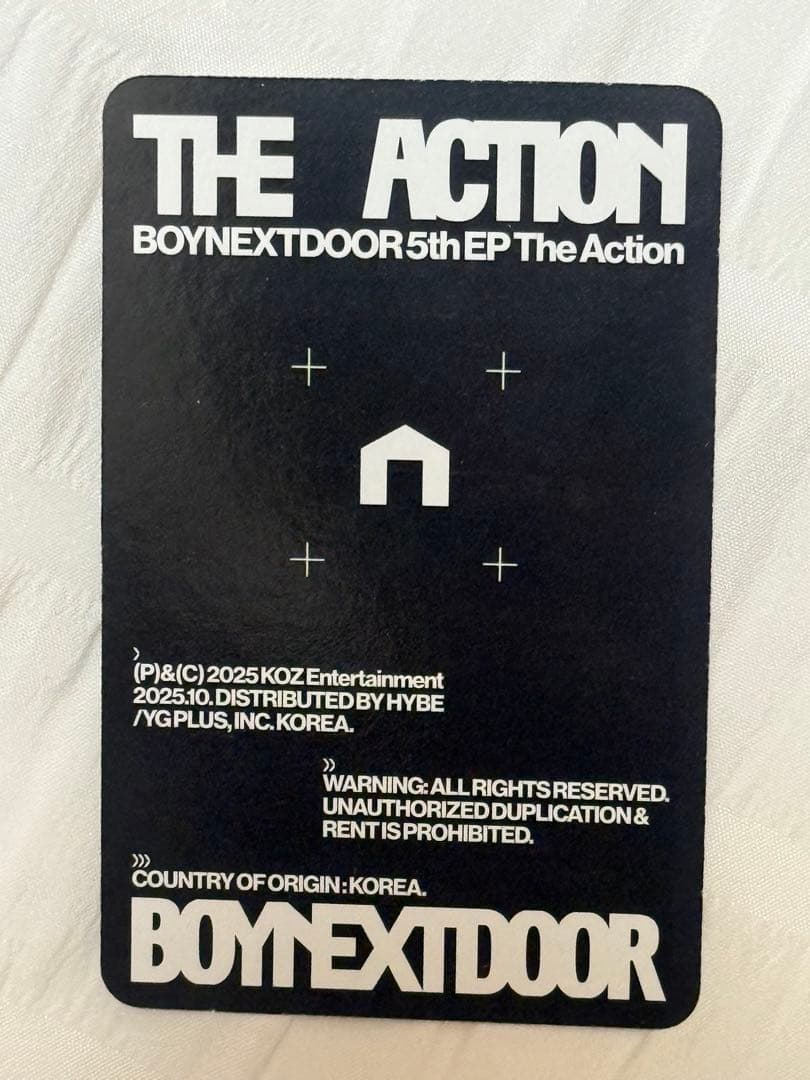 THE ACTION
BOYNEXTDOOR 5th EP The Action
⟩
(P)&(C) 2025 KOZ Entertainment
2025.10. DISTRIBUTED BY HYBE
/YG PLUS, INC. KOREA.
⟩⟩
WARNING: ALL RIGHTS RESERVED.
UNAUTHORIZED DUPLICATION &
RENT IS PROHIBITED.
⟩⟩⟩
COUNTRY OF ORIGIN : KOREA.
BOYNEXTDOOR